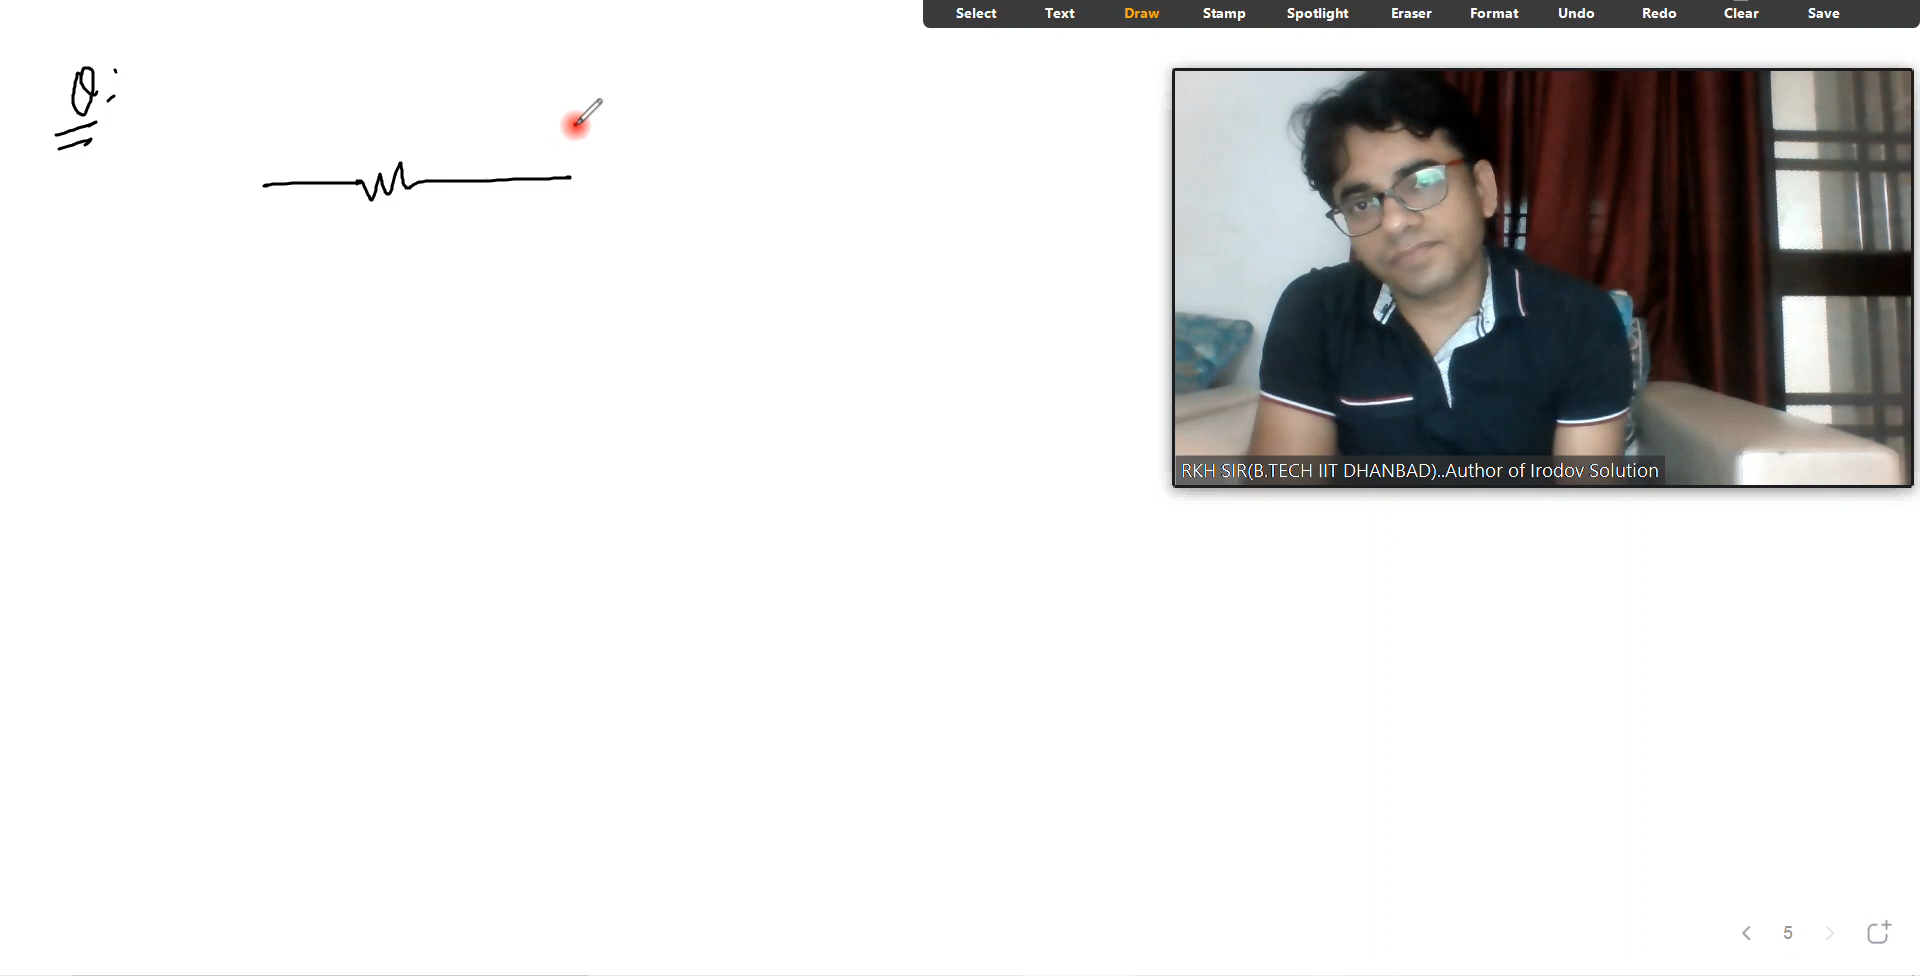 Select Text Draw Stamp Spotlight Eraser Format Undo Redo Clear Save
Q:
RKH SIR(B.TECH IIT DHANBAD)..Author of Irodov Solution
5